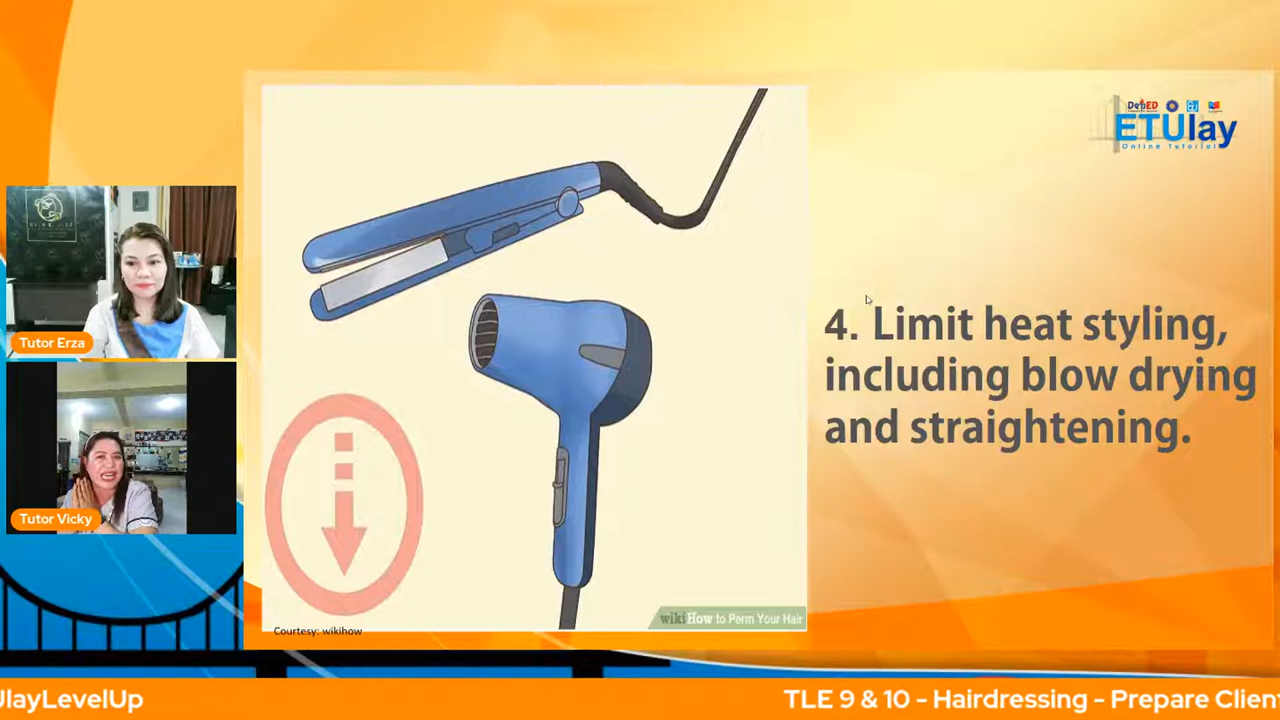 DepED
ETUlay
Online Tutorial
Tutor Erza
4. Limit heat styling,
including blow drying
and straightening.
Tutor Vicky
wikiHow to Perm Your Hair
Courtesy: wikihow
UlayLevelUp
TLE 9 & 10 - Hairdressing - Prepare Client